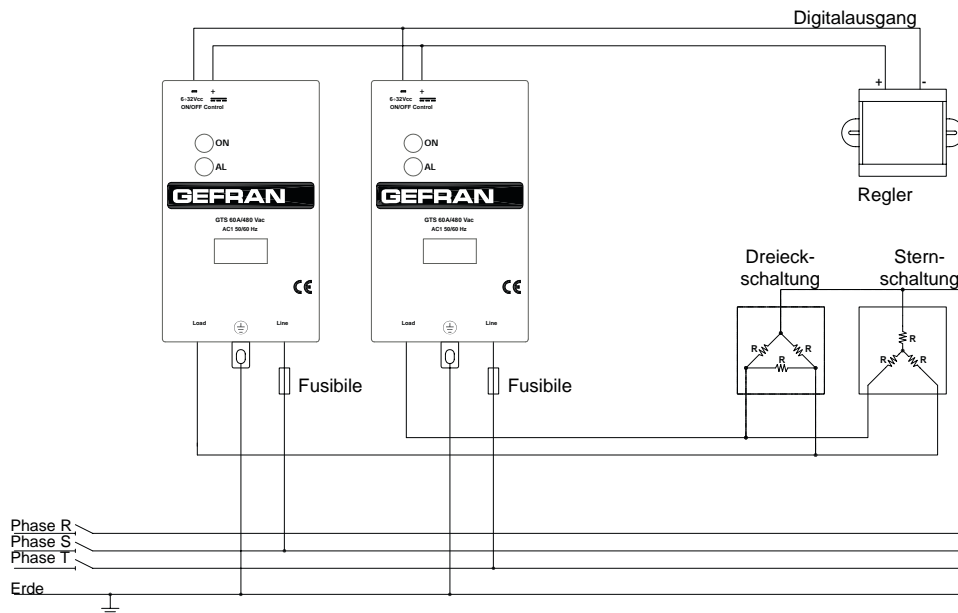 Digitalausgang
- +
6÷32Vcc
ON/OFF Control
ON
AL
GEFRAN
GTS 60A/480 Vac
AC1 50/60 Hz
CE
Load
Line
Fusibile
- +
6÷32Vcc
ON/OFF Control
ON
AL
GEFRAN
GTS 60A/480 Vac
AC1 50/60 Hz
CE
Load
Line
Fusibile
+ -
Regler
Dreieck-
schaltung
R
R
R
Stern-
schaltung
R
R
R
Phase R
Phase S
Phase T
Erde